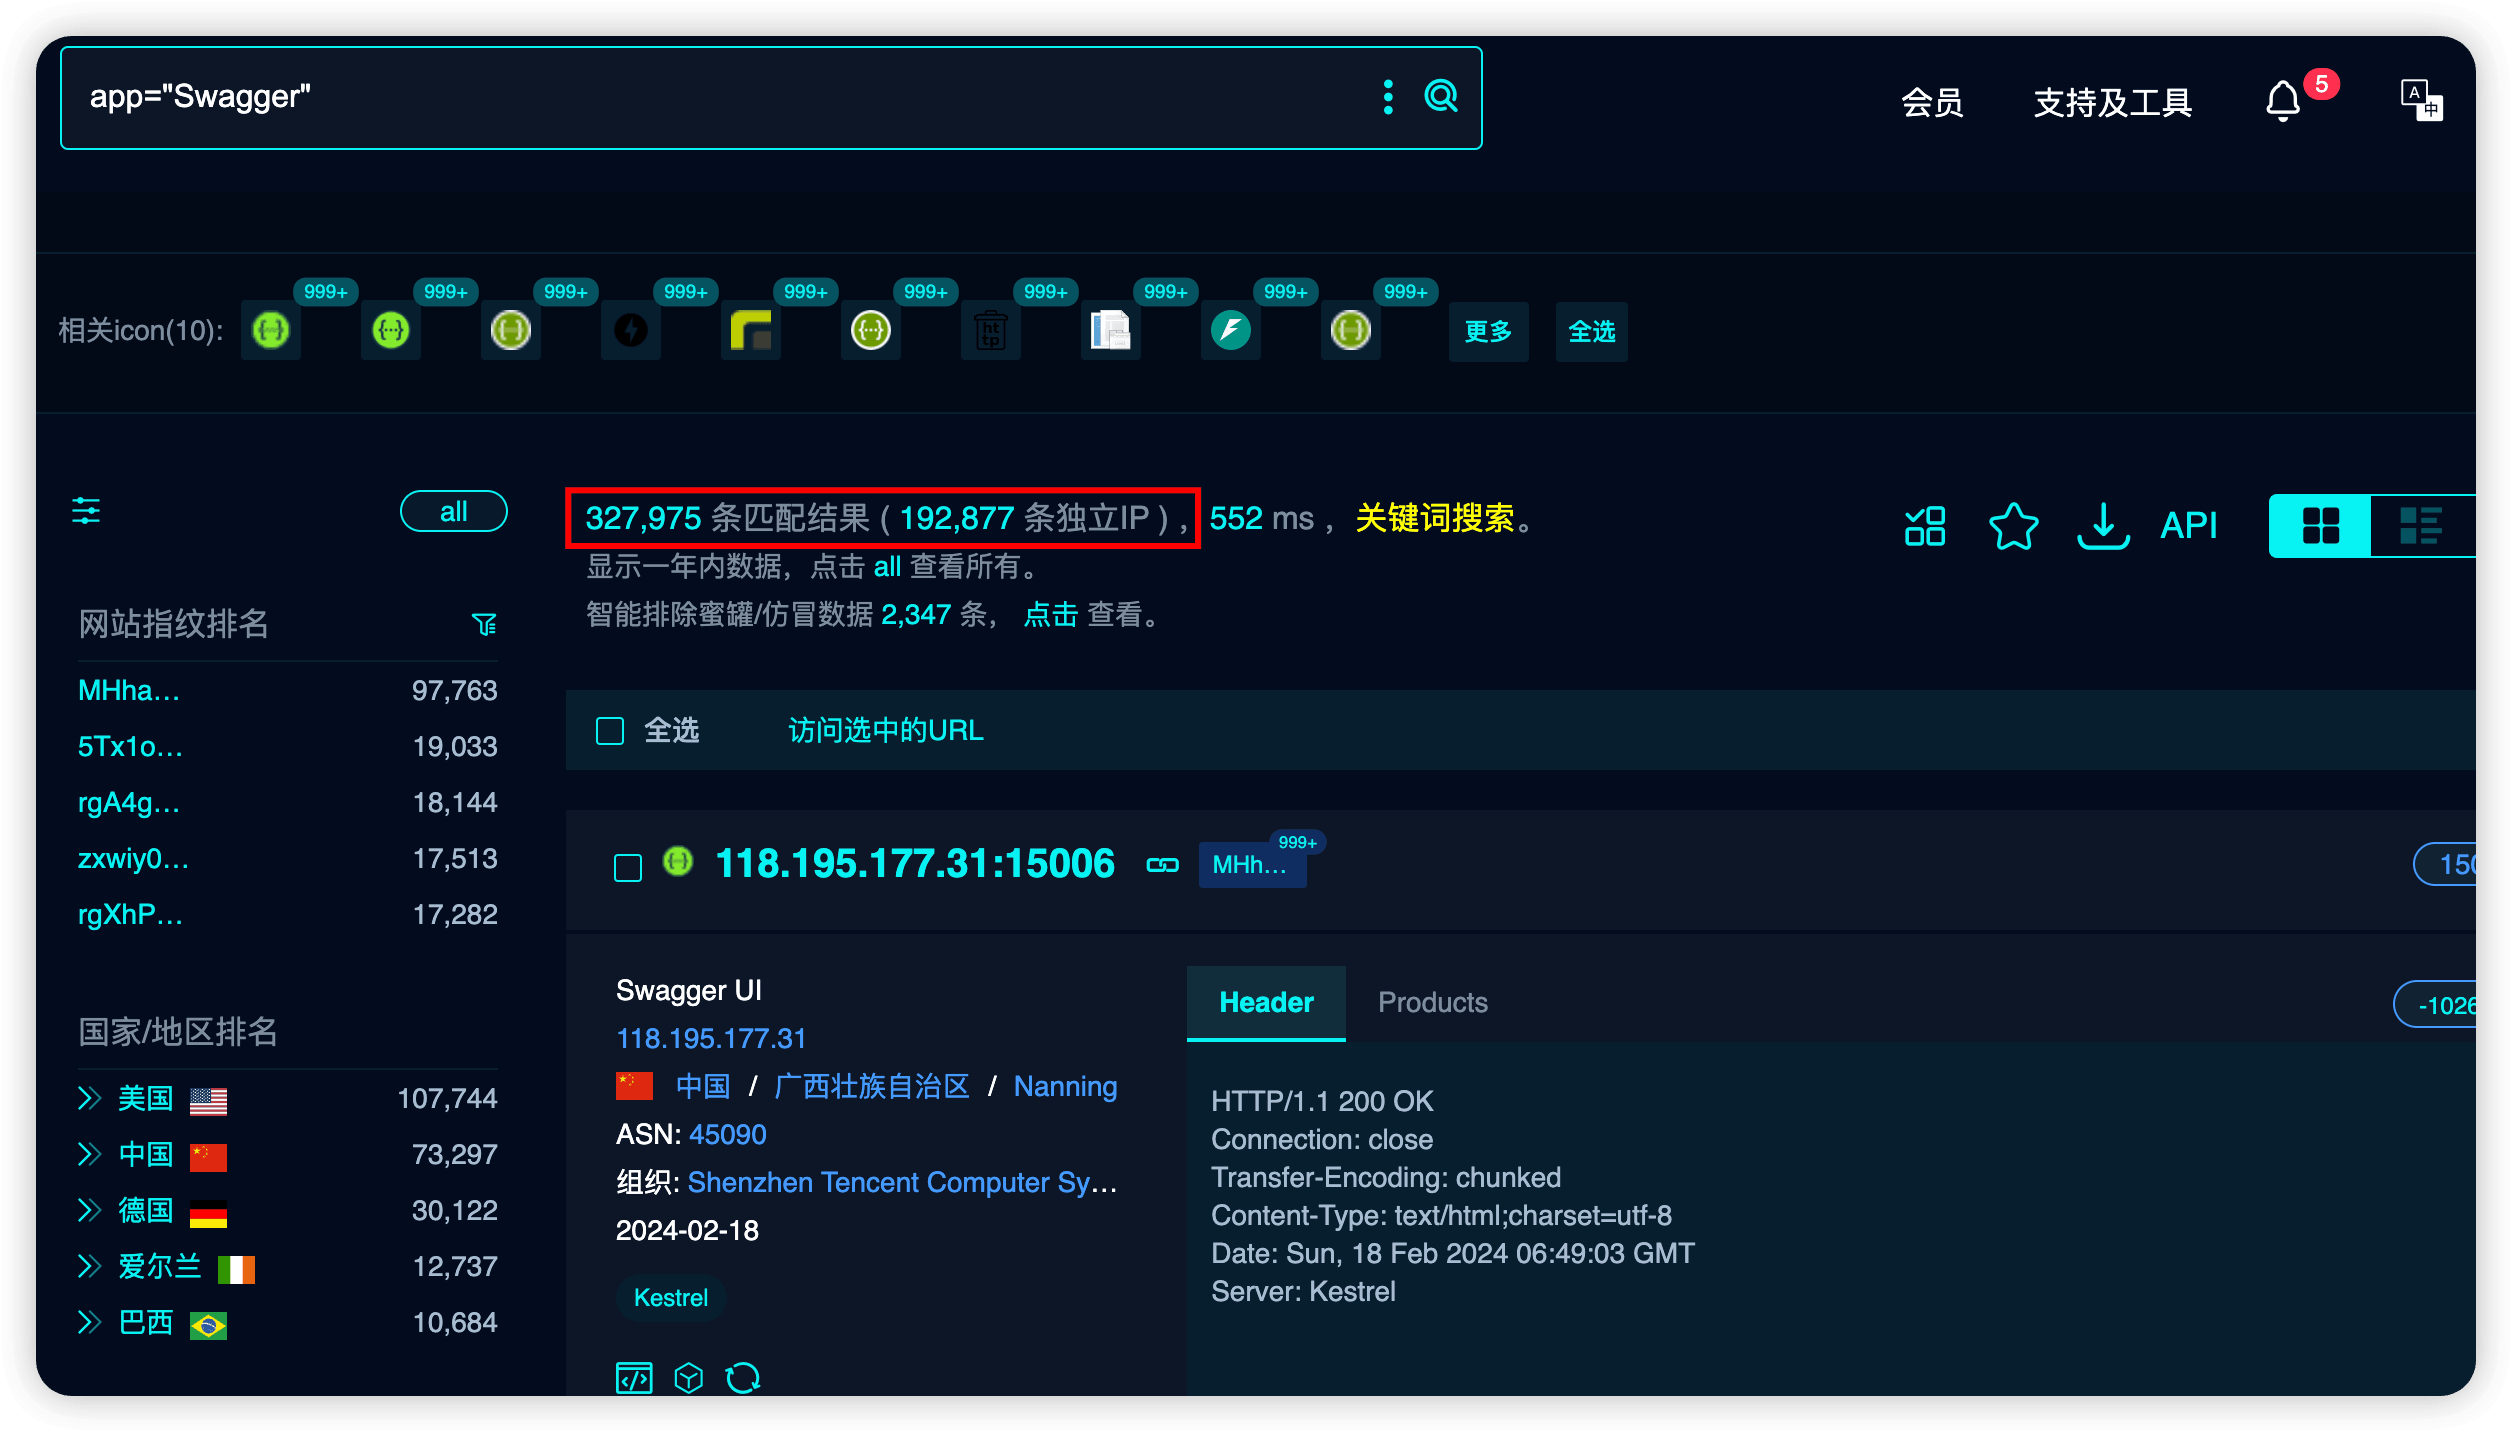 app="Swagger"
会员
支持及工具
5
A
中
相关icon(10):
999+
999+
999+
999+
999+
999+
999+
999+
999+
999+
http
更多
全选
all
327,975 条匹配结果 ( 192,877 条独立IP ) ， 552 ms ， 关键词搜索。
显示一年内数据，点击 all 查看所有。
智能排除蜜罐/仿冒数据 2,347 条， 点击 查看。
API
网站指纹排名
MHha... 97,763
5Tx1o... 19,033
rgA4g... 18,144
zxwiy0... 17,513
rgXhP... 17,282
国家/地区排名
美国 107,744
中国 73,297
德国 30,122
爱尔兰 12,737
巴西 10,684
全选 访问选中的URL
118.195.177.31:15006
MHh...
999+
150
Swagger UI
118.195.177.31
中国 / 广西壮族自治区 / Nanning
ASN: 45090
组织: Shenzhen Tencent Computer Sy...
2024-02-18
Kestrel
Header
Products
-1026
HTTP/1.1 200 OK
Connection: close
Transfer-Encoding: chunked
Content-Type: text/html;charset=utf-8
Date: Sun, 18 Feb 2024 06:49:03 GMT
Server: Kestrel